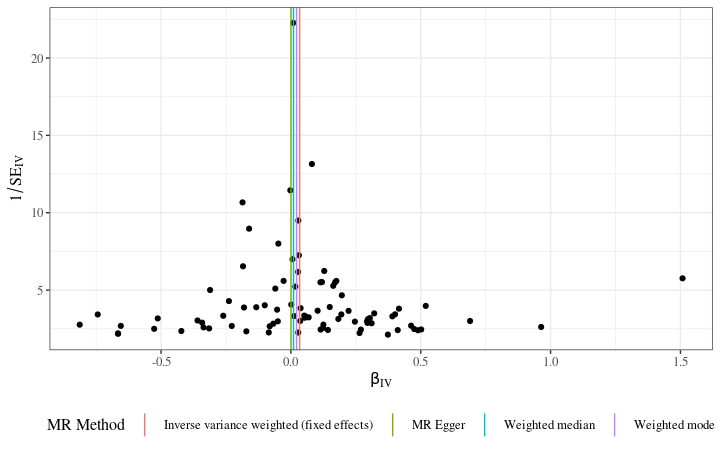 20
15
10
5
1/SE_IV
-0.5 0.0 0.5 1.0 1.5
β_IV
MR Method Inverse variance weighted (fixed effects) MR Egger Weighted median Weighted mode